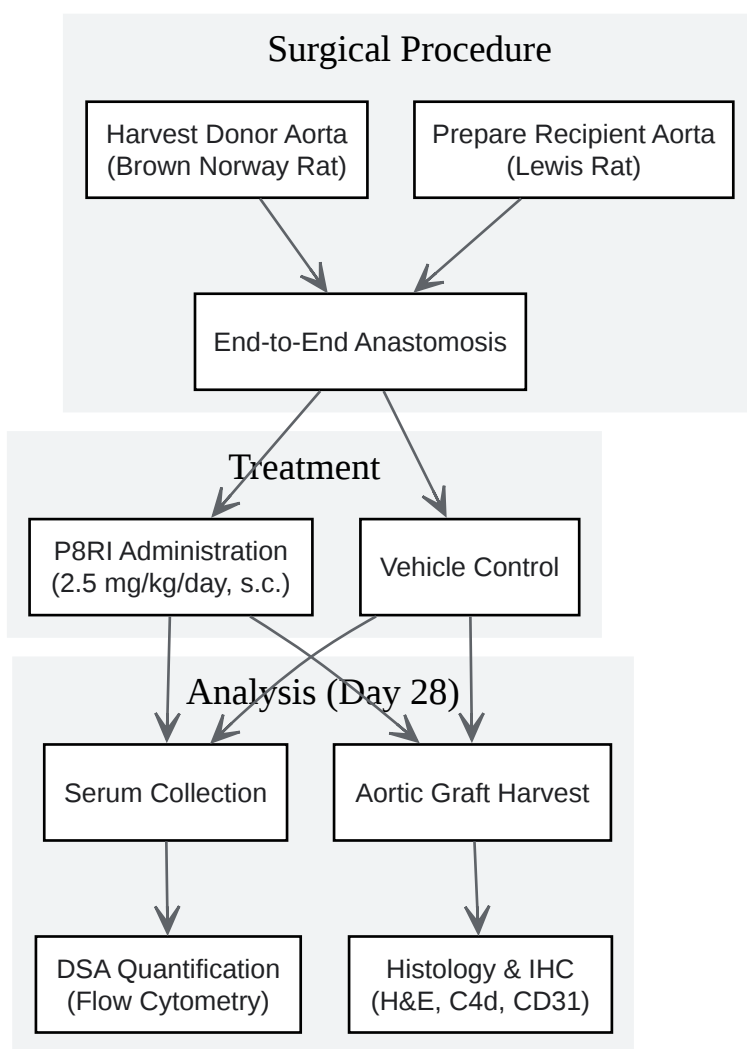 Surgical Procedure
Harvest Donor Aorta
(Brown Norway Rat)
Prepare Recipient Aorta
(Lewis Rat)
End-to-End Anastomosis
Treatment
P8RI Administration
(2.5 mg/kg/day, s.c.)
Vehicle Control
Analysis (Day 28)
Serum Collection
Aortic Graft Harvest
DSA Quantification
(Flow Cytometry)
Histology & IHC
(H&E, C4d, CD31)